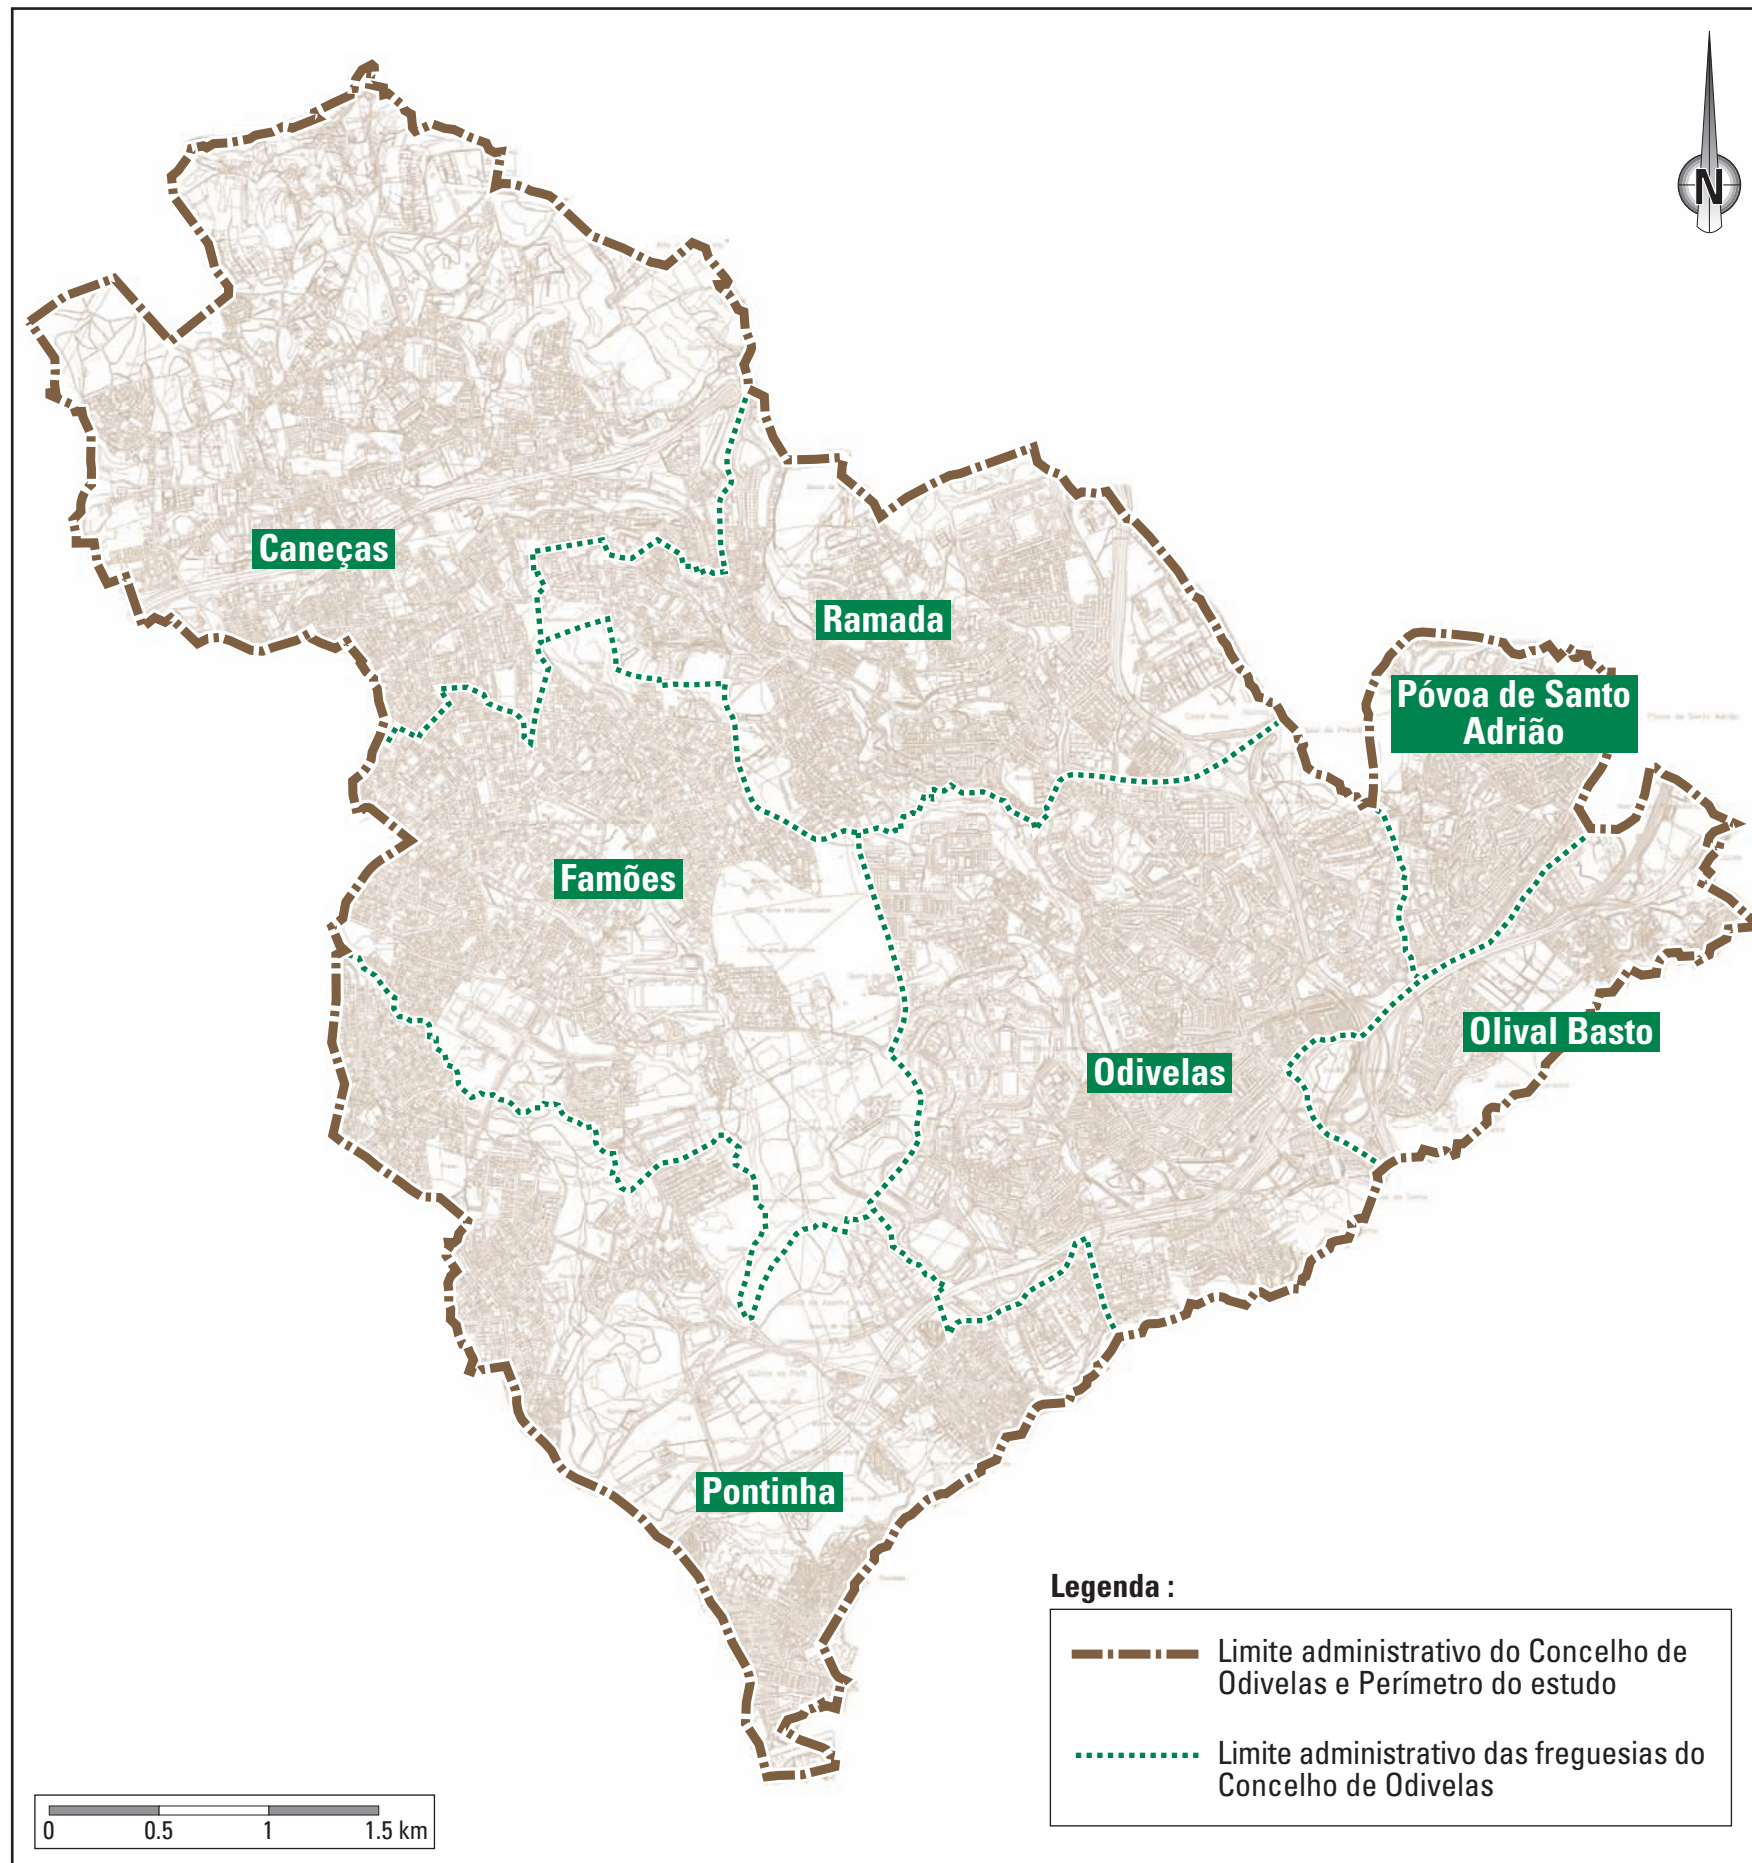 N
Caneças
Ramada
Póvoa de Santo
Adrião
Famões
Olival Basto
Odivelas
Pontinha
Legenda :
Limite administrativo do Concelho de
Odivelas e Perímetro do estudo
Limite administrativo das freguesias do
Concelho de Odivelas
0 0.5 1 1.5 km